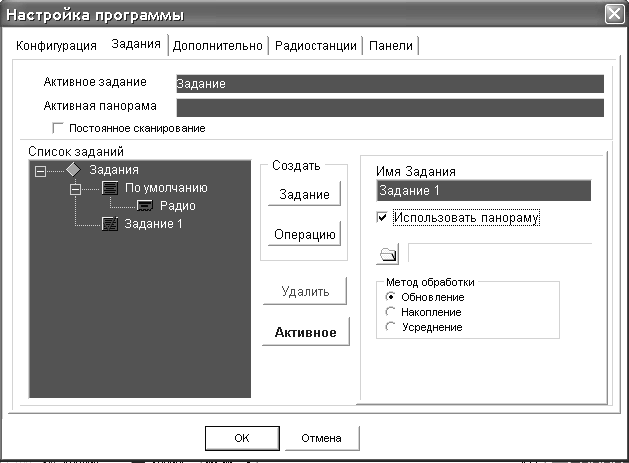 Настройка программы
Конфигурация Задания Дополнительно Радиостанции Панели
Активное задание Задание
Активная панорама
Постоянное сканирование
Список заданий
Задания
По умолчанию
Радио
Задание 1
Создать
Задание
Операцию
Удалить
Активное
Имя Задания
Задание 1
Использовать панораму
Метод обработки
Обновление
Накопление
Усреднение
OK Отмена